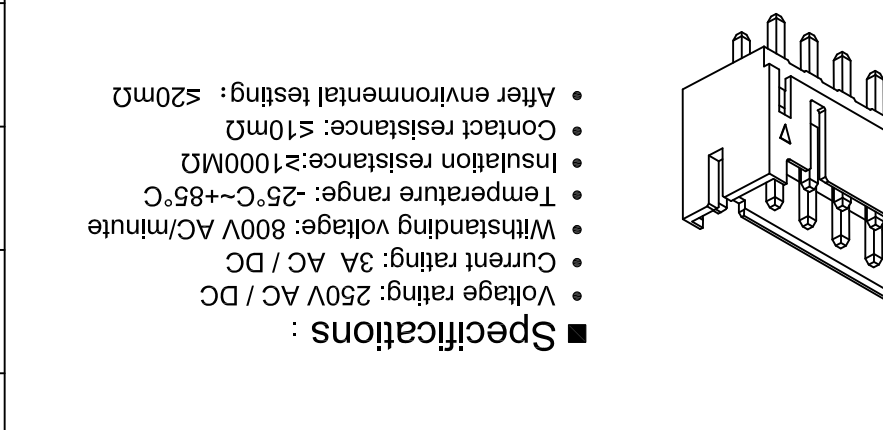 ■ Specifications :
• Voltage rating: 250V AC / DC
• Current rating: 3A AC / DC
• Withstanding voltage: 800V AC/minute
• Temperature range: -25°C~+85°C
• Insulation resistance:≥1000MΩ
• Contact resistance: ≤10mΩ
• After environmental testing: ≤20mΩ